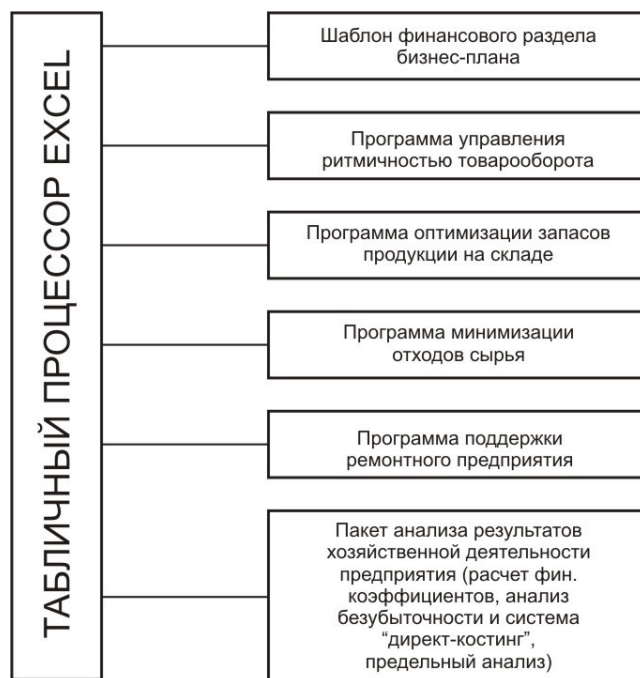 ТАБЛИЧНЫЙ ПРОЦЕССОР EXCEL
Шаблон финансового раздела
бизнес-плана
Программа управления
ритмичностью товарооборота
Программа оптимизации запасов
продукции на складе
Программа минимизации
отходов сырья
Программа поддержки
ремонтного предприятия
Пакет анализа результатов
хозяйственной деятельности
предприятия (расчет фин.
коэффициентов, анализ
безубыточности и система
“директ-костинг”,
предельный анализ)